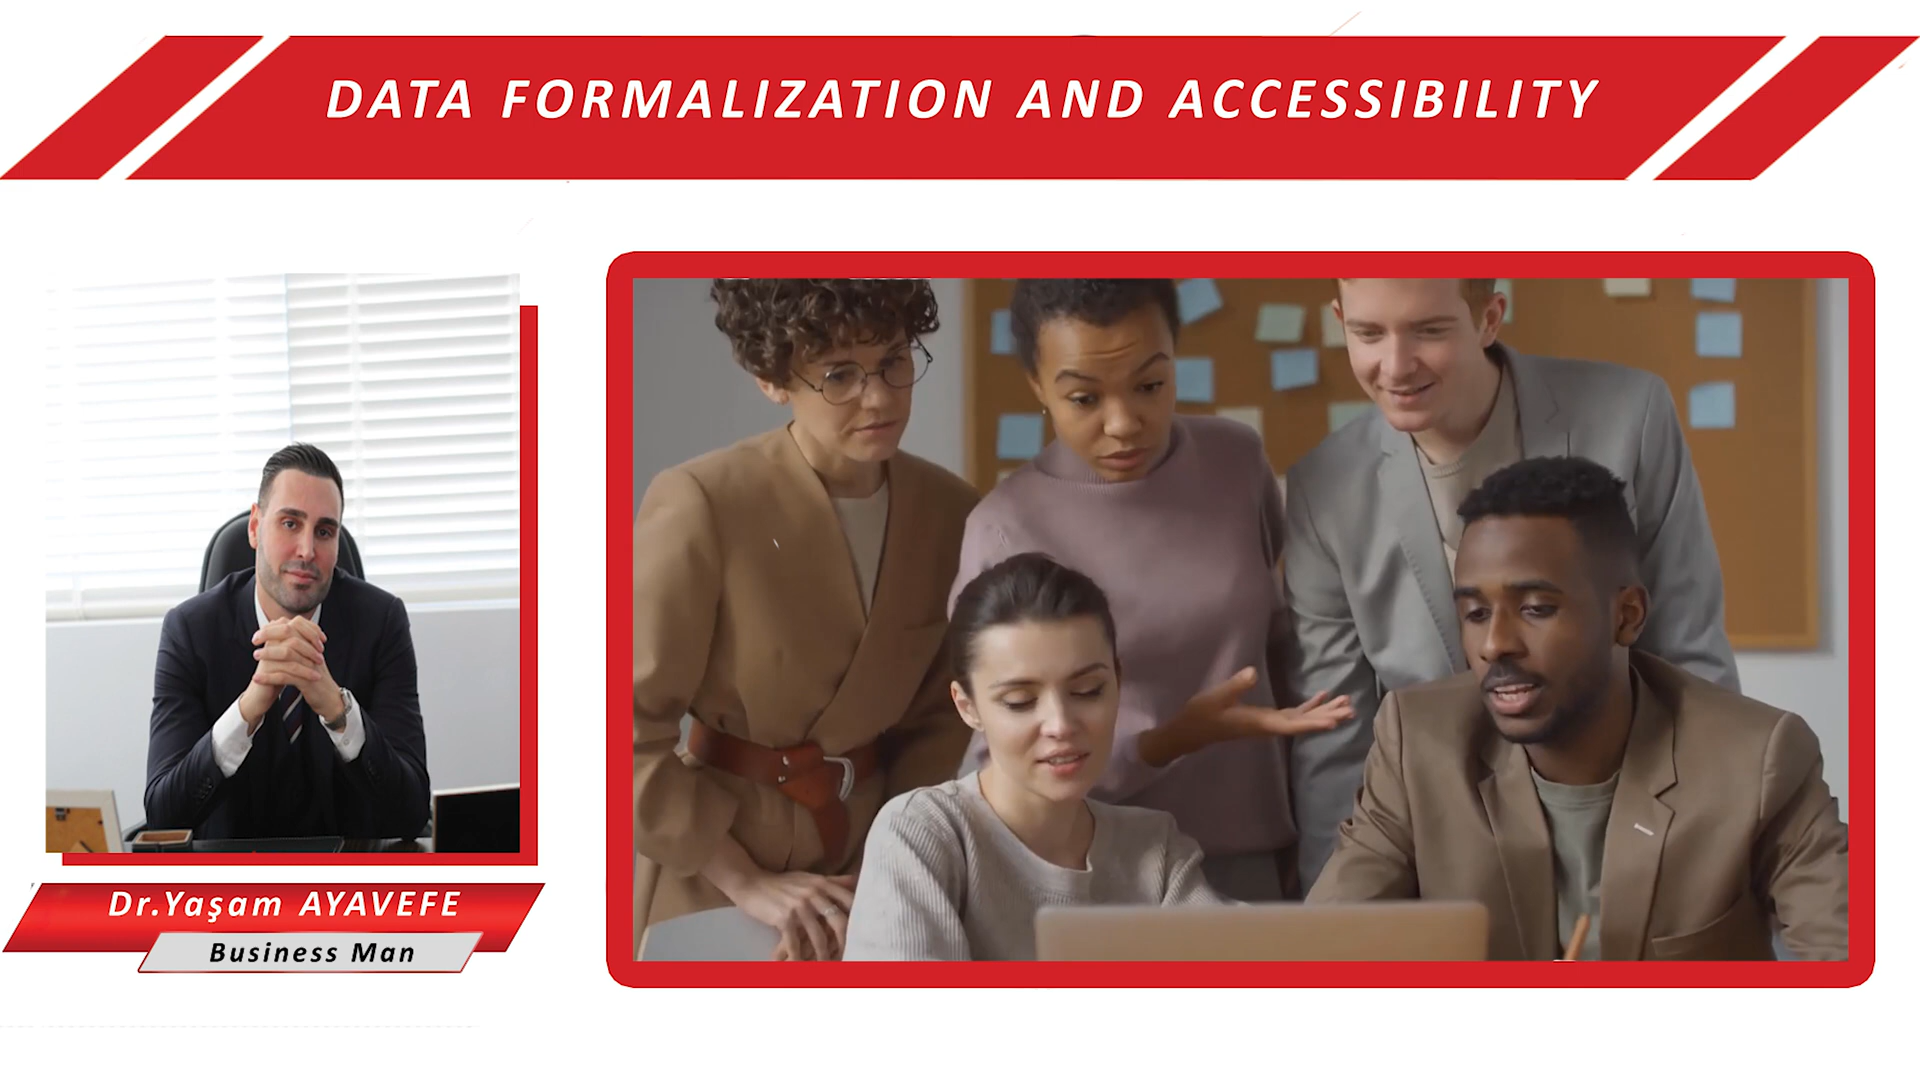 DATA FORMALIZATION AND ACCESSIBILITY
Dr.Yaşam AYAVEFE
Business Man